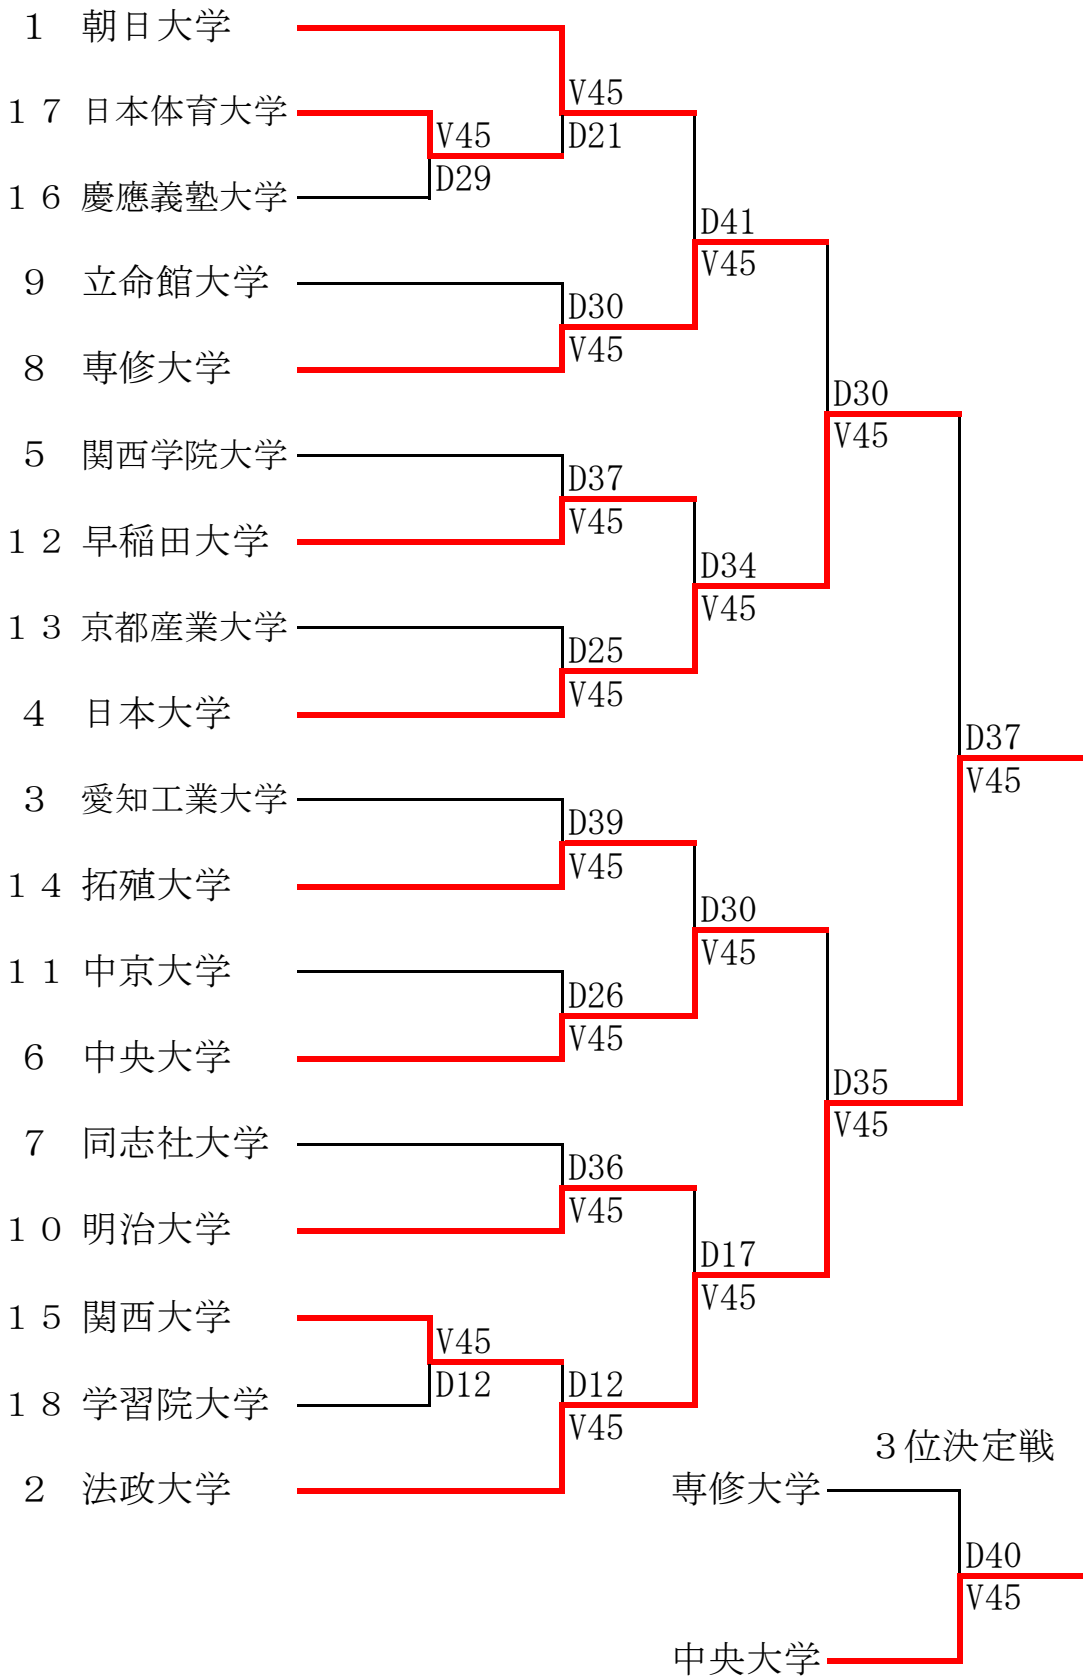 １ 朝日大学
V45
１７ 日本体育大学
V45
D21
D29
１６ 慶應義塾大学
D41
V45
９ 立命館大学
D30
V45
８ 専修大学
D30
V45
５ 関西学院大学
D37
V45
１２ 早稲田大学
D34
V45
１３ 京都産業大学
D25
V45
４ 日本大学
D37
V45
３ 愛知工業大学
D39
V45
１４ 拓殖大学
D30
V45
１１ 中京大学
D26
V45
６ 中央大学
D35
V45
７ 同志社大学
D36
V45
１０ 明治大学
D17
V45
１５ 関西大学
V45
D12
D12
V45
１８ 学習院大学
３位決定戦
２ 法政大学
専修大学
D40
V45
中央大学